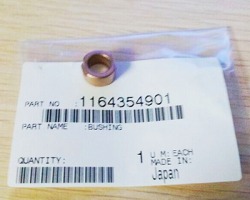 PART NO :1164354901
PART NAME :BUSHING
QUANTITY: 1 U.M:EACH
MADE IN:
Japan